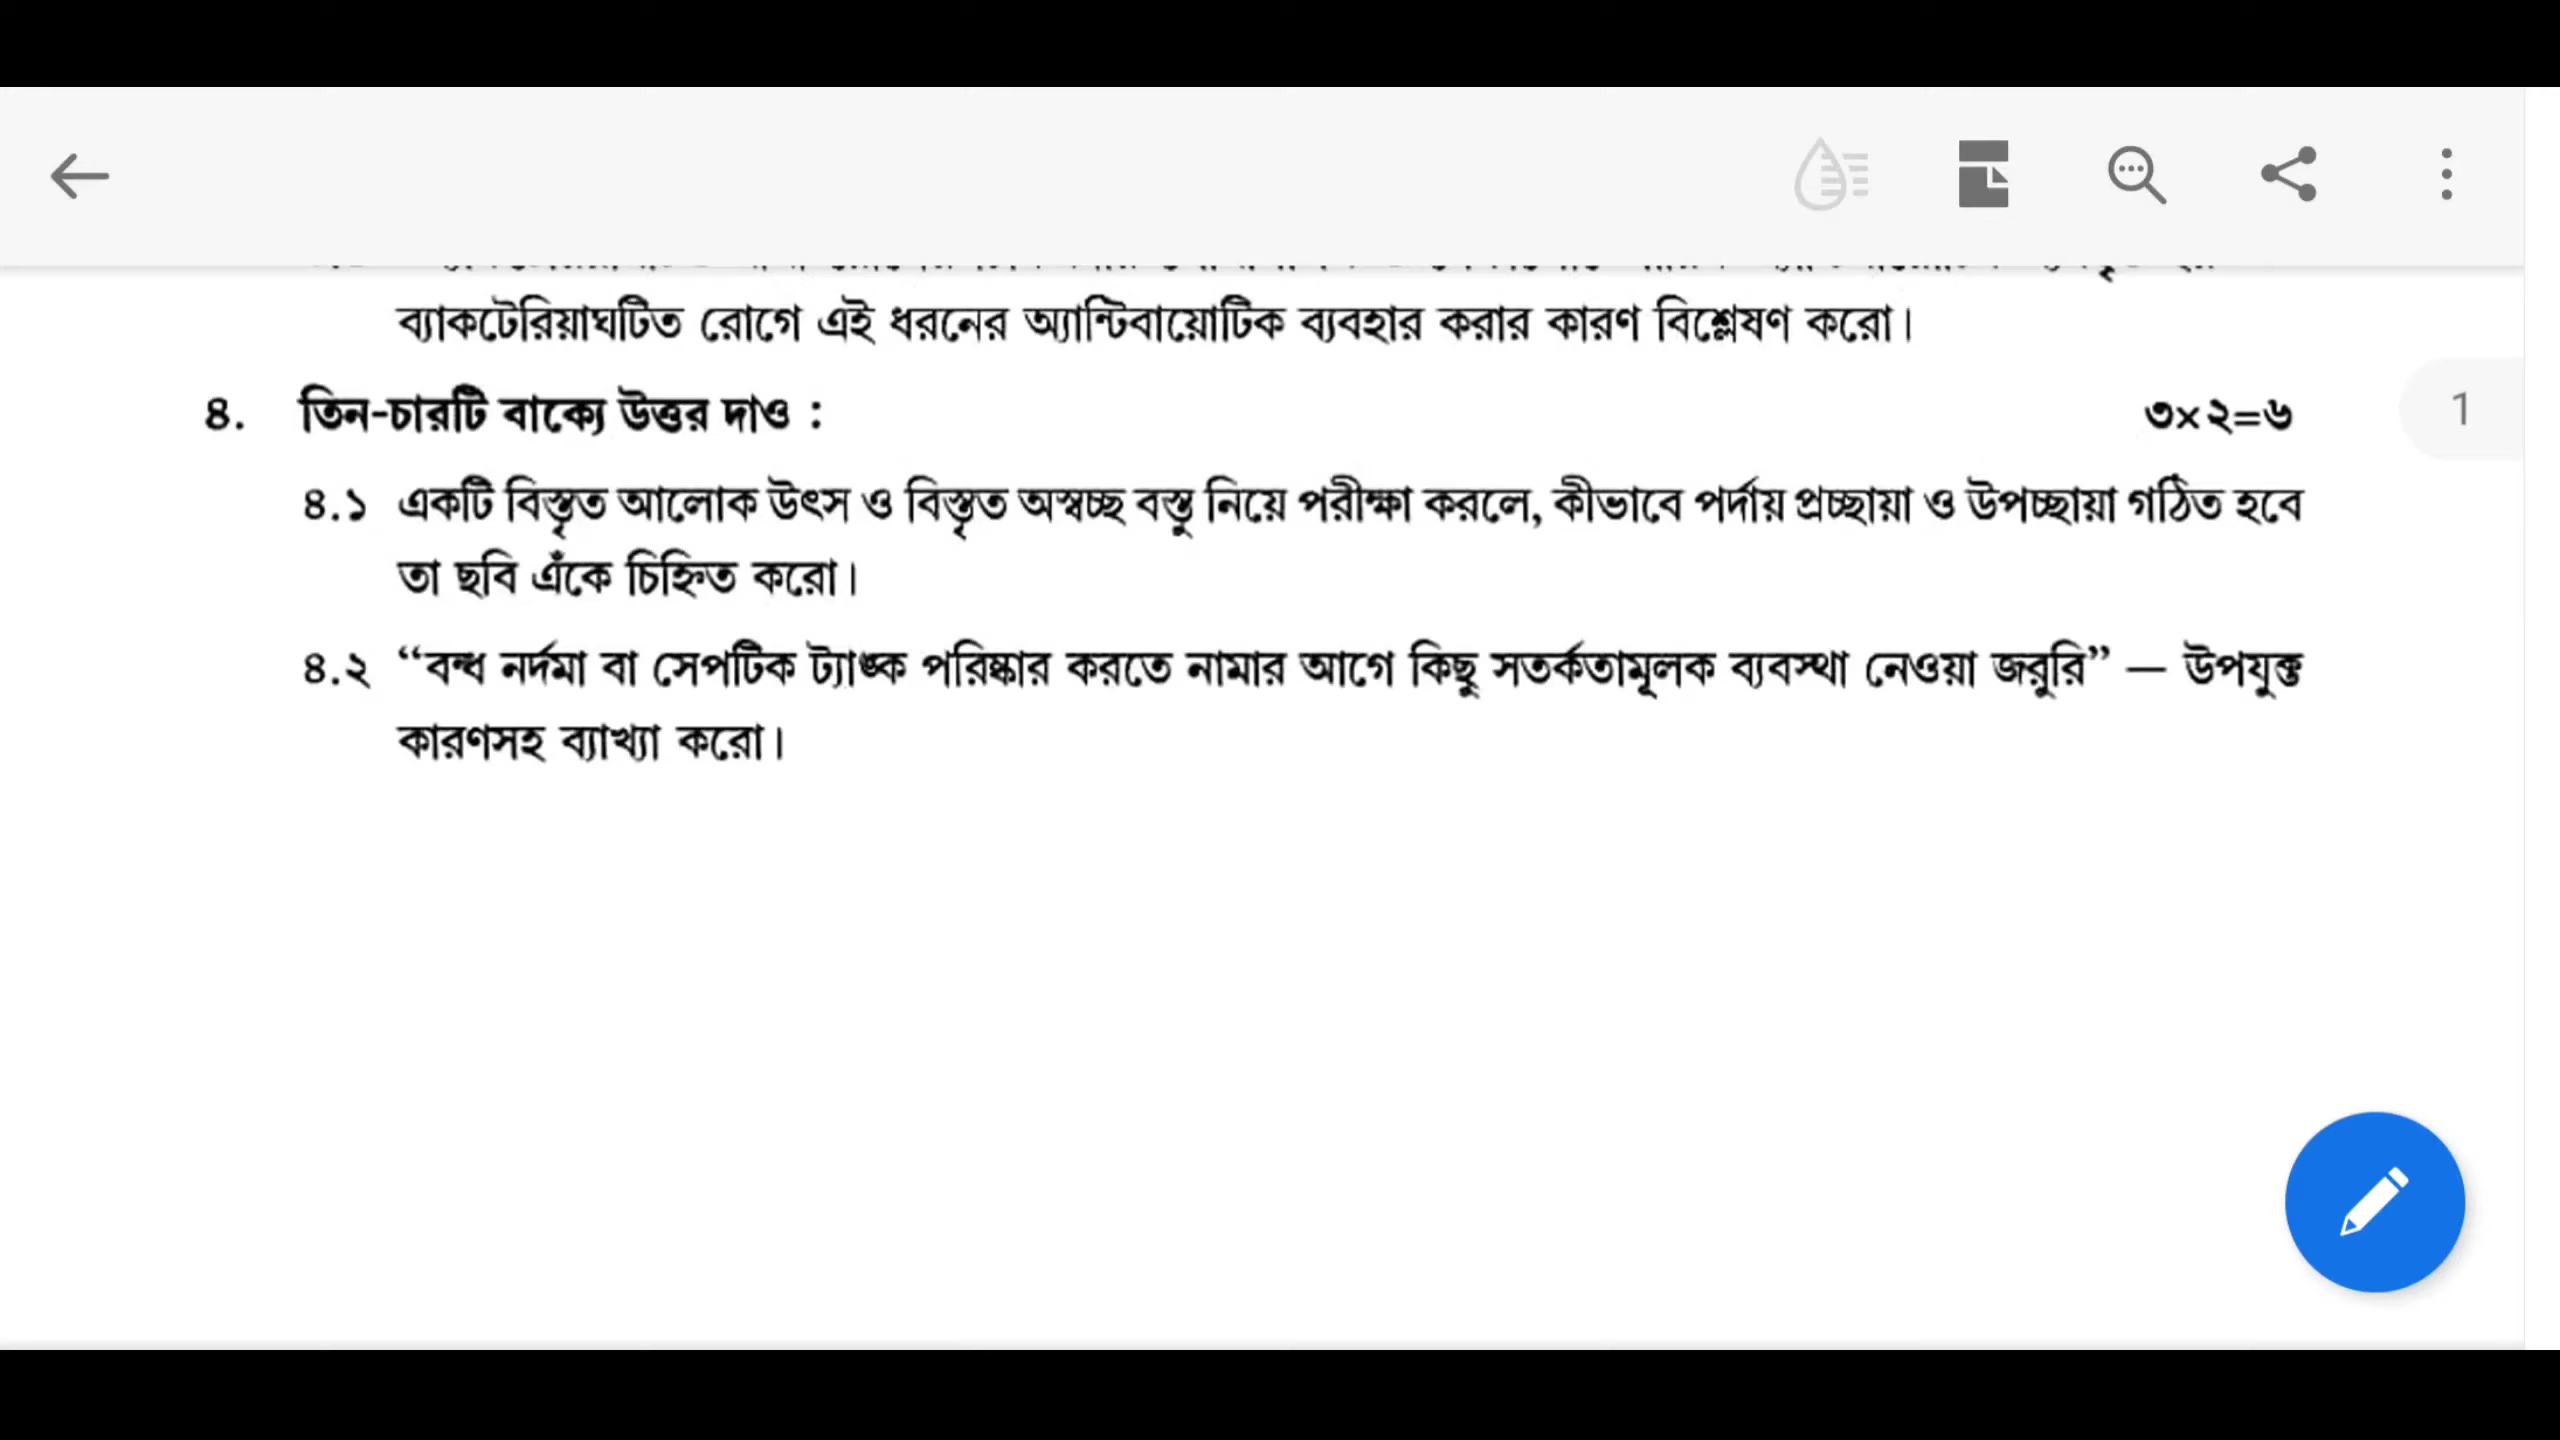 ব্যাকটেরিয়াঘটিত রোগে এই ধরনের অ্যান্টিবায়োটিক ব্যবহার করার কারণ বিশ্লেষণ করো।
৪. তিন-চারটি বাক্যে উত্তর দাও : ৩×২=৬
1
৪.১ একটি বিস্তৃত আলোক উৎস ও বিস্তৃত অস্বচ্ছ বস্তু নিয়ে পরীক্ষা করলে, কীভাবে পর্দায় প্রচ্ছায়া ও উপচ্ছায়া গঠিত হবে
তা ছবি এঁকে চিহ্নিত করো।
৪.২ “বন্ধ নর্দমা বা সেপটিক ট্যাঙ্ক পরিষ্কার করতে নামার আগে কিছু সতর্কতামূলক ব্যবস্থা নেওয়া জরুরি” — উপযুক্ত
কারণসহ ব্যাখ্যা করো।